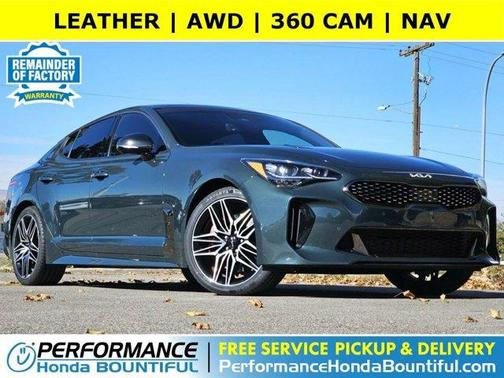 LEATHER | AWD | 360 CAM | NAV
REMAINDER
OF FACTORY
WARRANTY
KIA
PERFORMANCE
Honda BOUNTIFUL
FREE SERVICE PICKUP & DELIVERY
PerformanceHondaBountiful.com